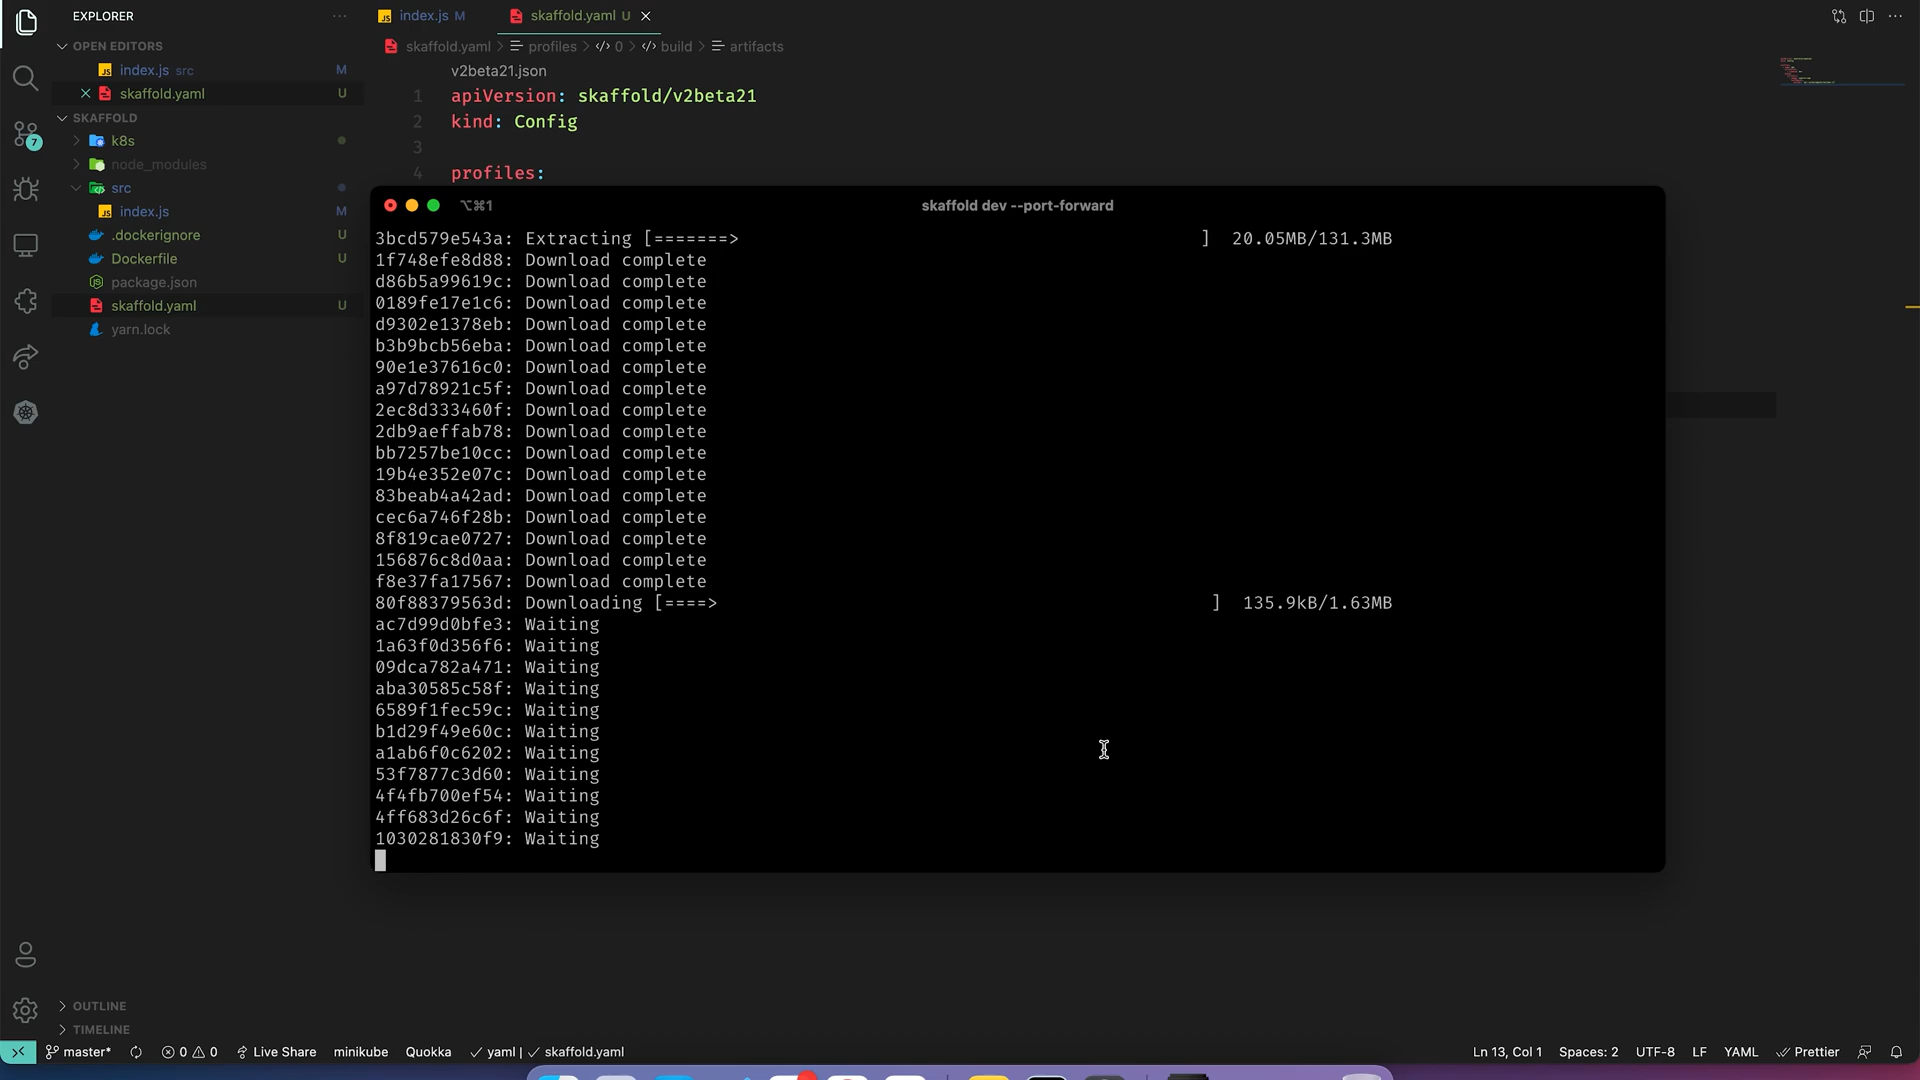 EXPLORER
OPEN EDITORS
index.js src M
skaffold.yaml U
SKAFFOLD
k8s
node_modules
src
index.js M
.dockerignore U
Dockerfile U
package.json
skaffold.yaml U
yarn.lock
OUTLINE
TIMELINE
7
index.js M
skaffold.yaml U
skaffold.yaml > profiles > 0 > build > artifacts
v2beta21.json
1 apiVersion: skaffold/v2beta21
2 kind: Config
3
4 profiles:
⌥⌘1
skaffold dev --port-forward
3bcd579e543a: Extracting [=======> ] 20.05MB/131.3MB
1f748efe8d88: Download complete
d86b5a99619c: Download complete
0189fe17e1c6: Download complete
d9302e1378eb: Download complete
b3b9bcb56eba: Download complete
90e1e37616c0: Download complete
a97d78921c5f: Download complete
2ec8d333460f: Download complete
2db9aeffab78: Download complete
bb7257be10cc: Download complete
19b4e352e07c: Download complete
83beab4a42ad: Download complete
cec6a746f28b: Download complete
8f819cae0727: Download complete
156876c8d0aa: Download complete
f8e37fa17567: Download complete
80f88379563d: Downloading [====> ] 135.9kB/1.63MB
ac7d99d0bfe3: Waiting
1a63f0d356f6: Waiting
09dca782a471: Waiting
aba30585c58f: Waiting
6589f1fec59c: Waiting
b1d29f49e60c: Waiting
a1ab6f0c6202: Waiting
53f7877c3d60: Waiting
4f4fb700ef54: Waiting
4ff683d26c6f: Waiting
1030281830f9: Waiting
master* 0 0 Live Share minikube Quokka ✓ yaml | ✓ skaffold.yaml Ln 13, Col 1 Spaces: 2 UTF-8 LF YAML Prettier